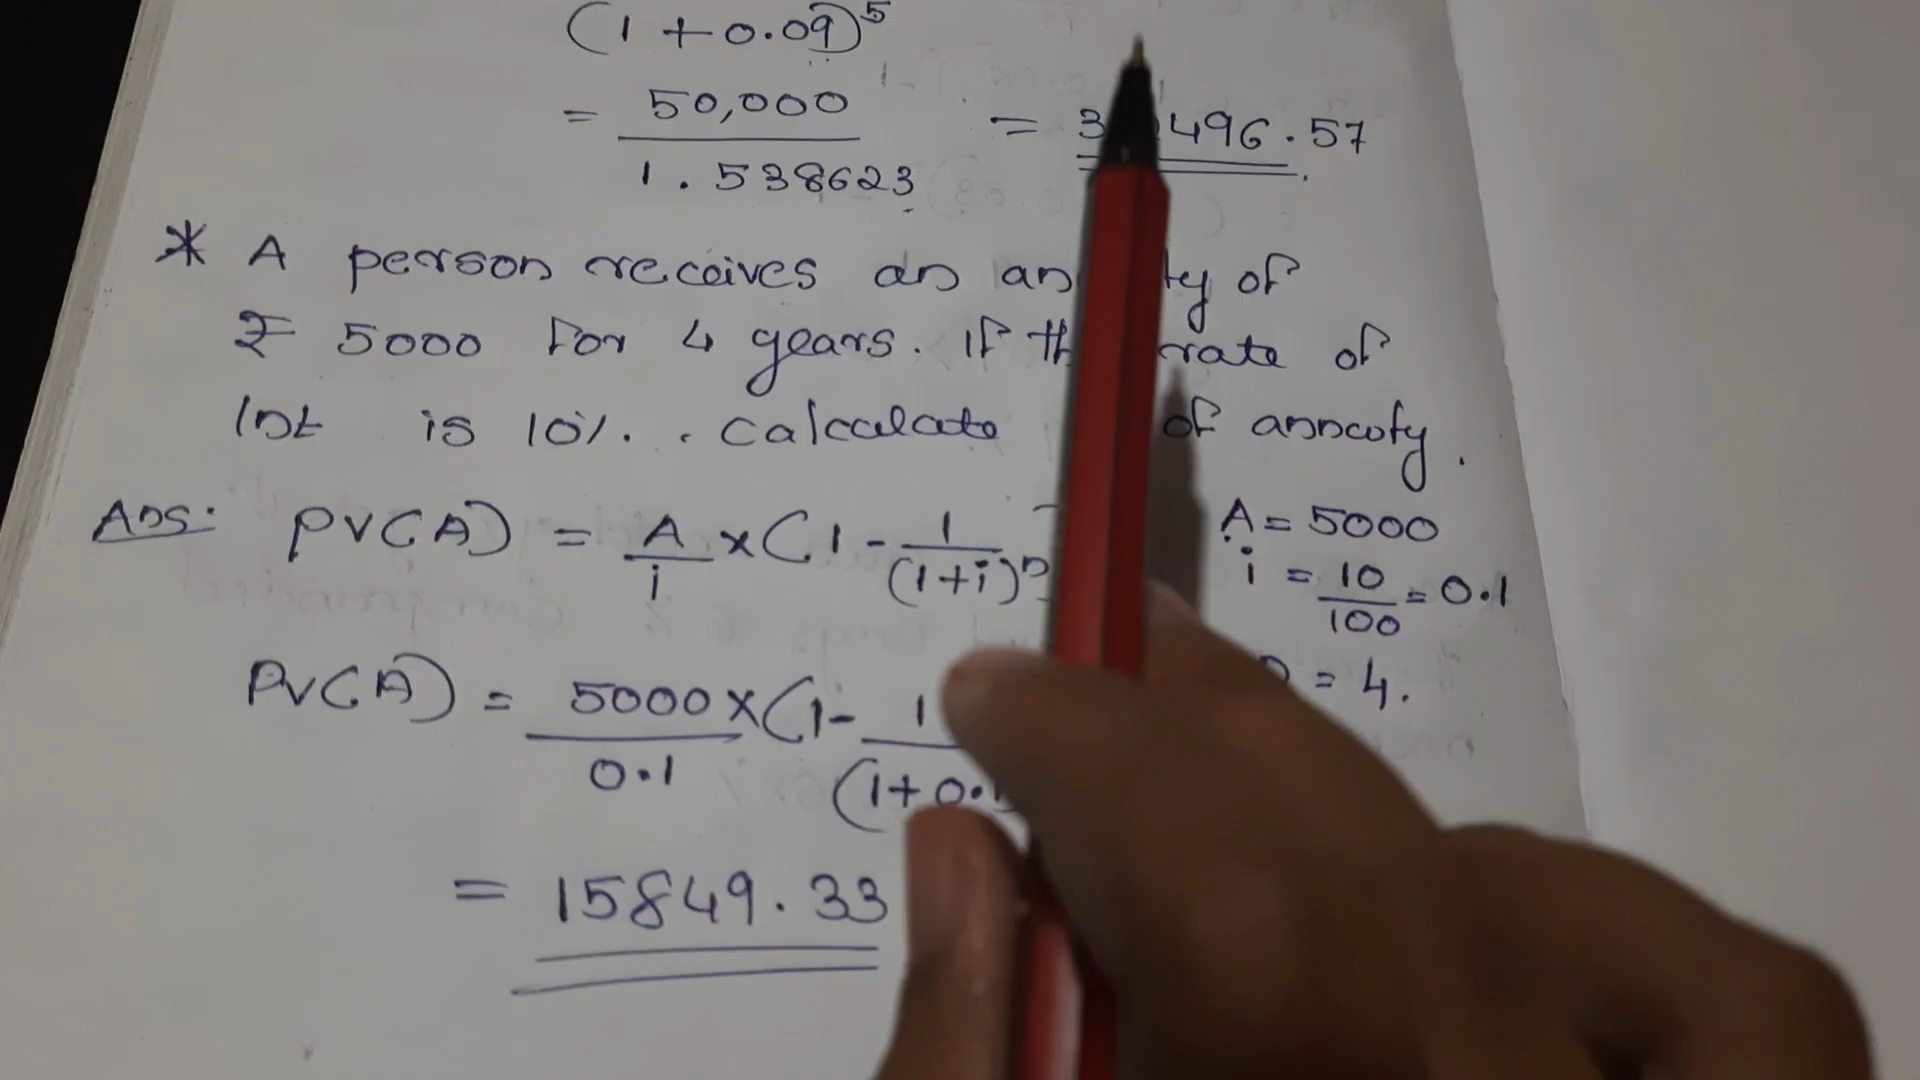 (1 + 0.09)^5
= 50,000 / 1.538623 = 3 496.57
* A person receives an an ty of
₹ 5000 for 4 years. If th rate of
Int is 10%. . calculate of annuity.
Ans: PV(A) = A/i × (1 - 1/(1+i)^n
A = 5000
i = 10/100 = 0.1
= 4.
PV(A) = 5000/0.1 × (1- 1/(1+0.1
= 15849.33